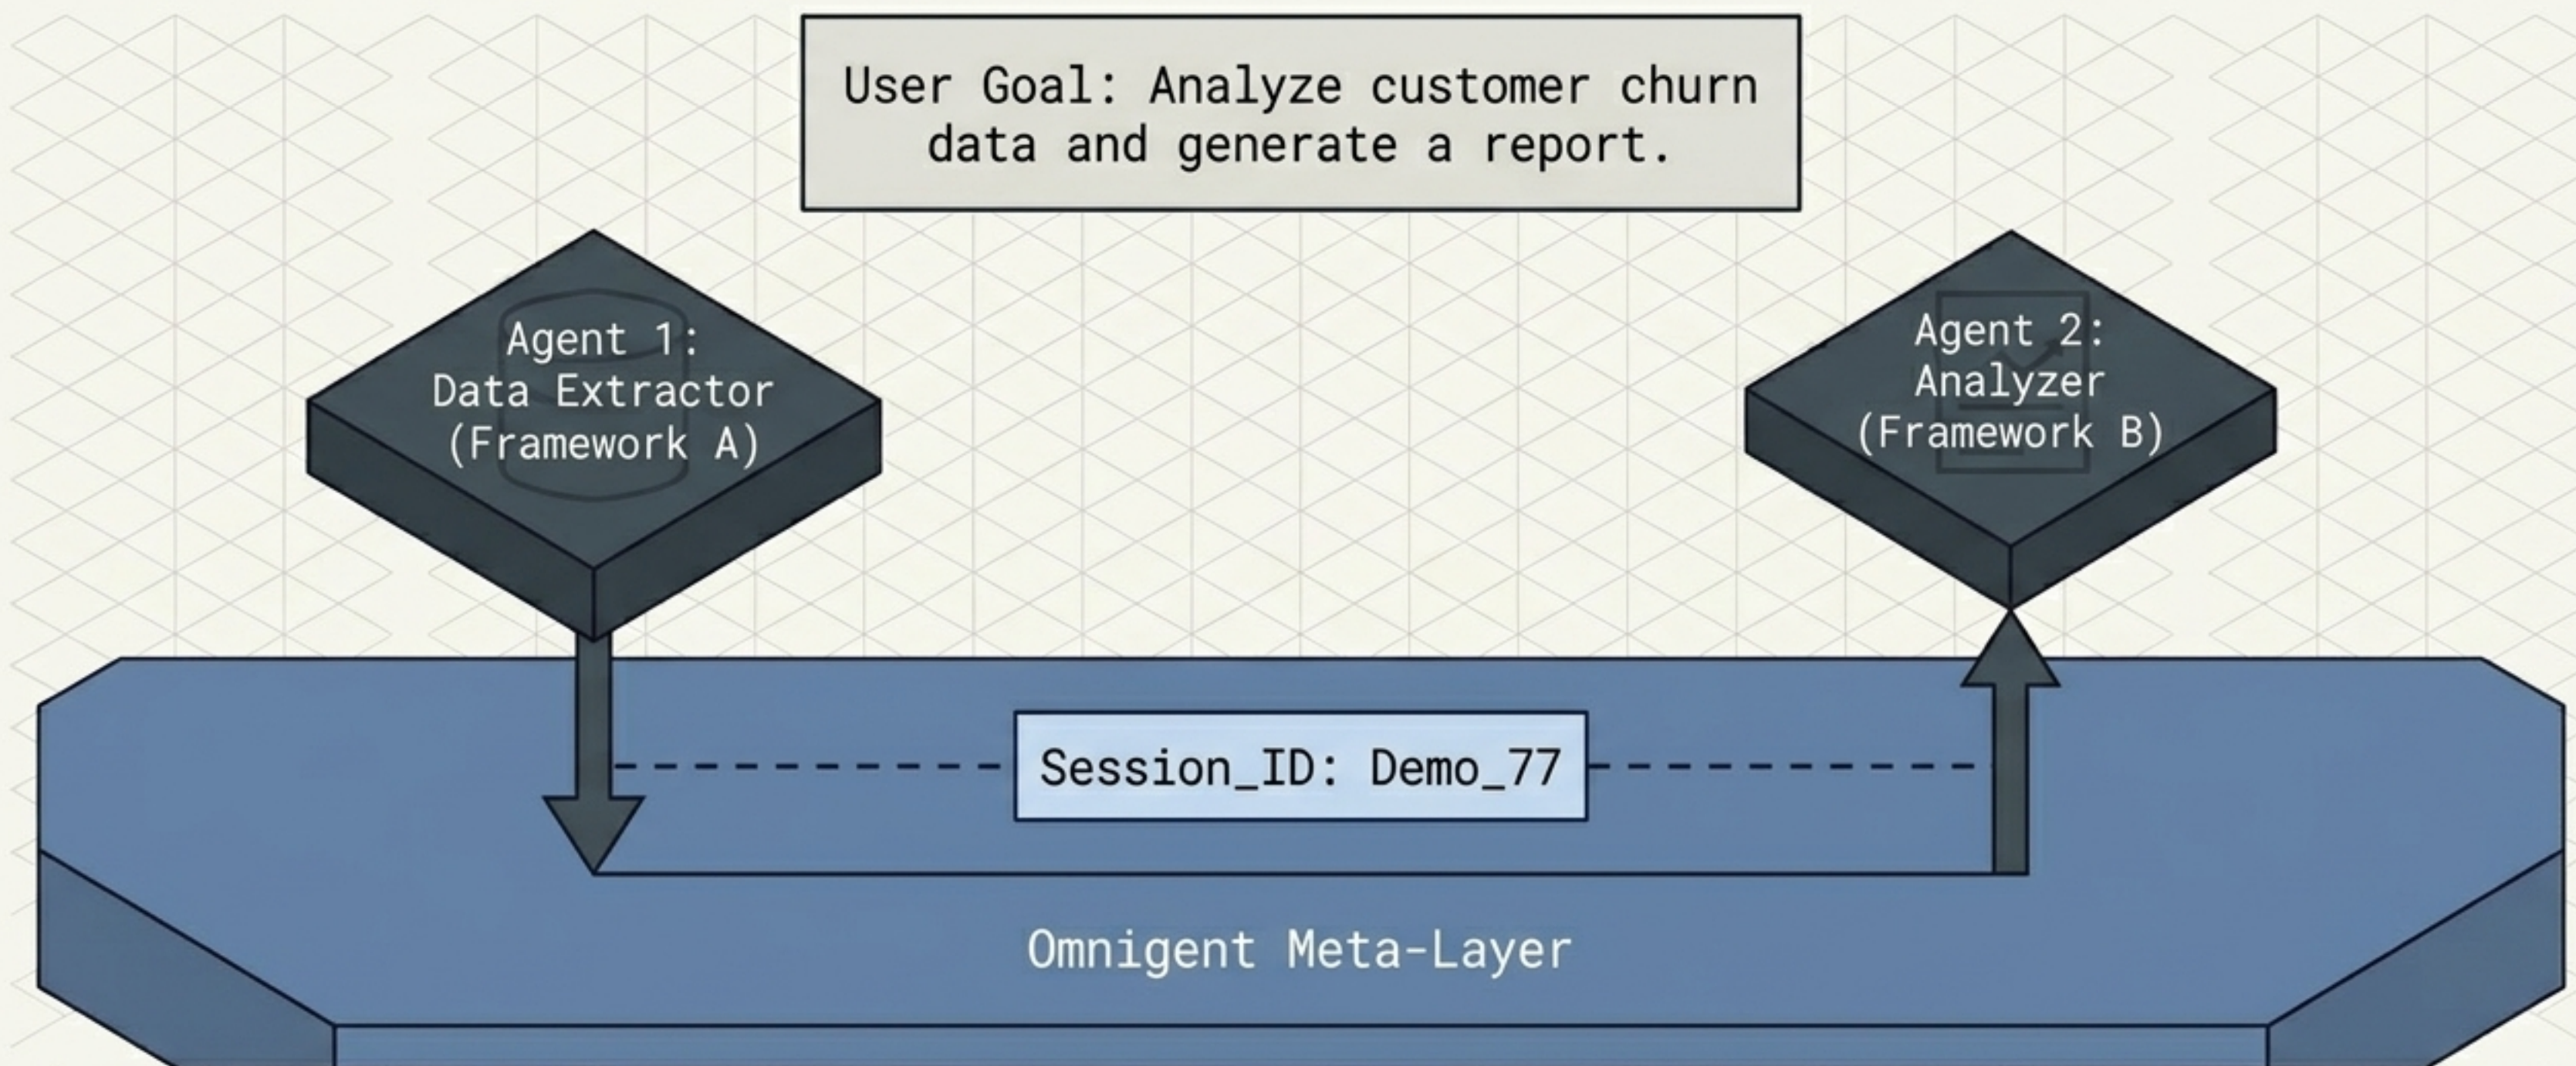 User Goal: Analyze customer churn
data and generate a report.
Agent 1:
Data Extractor
(Framework A)
Agent 2:
Analyzer
(Framework B)
Session_ID: Demo_77
Omnigent Meta-Layer